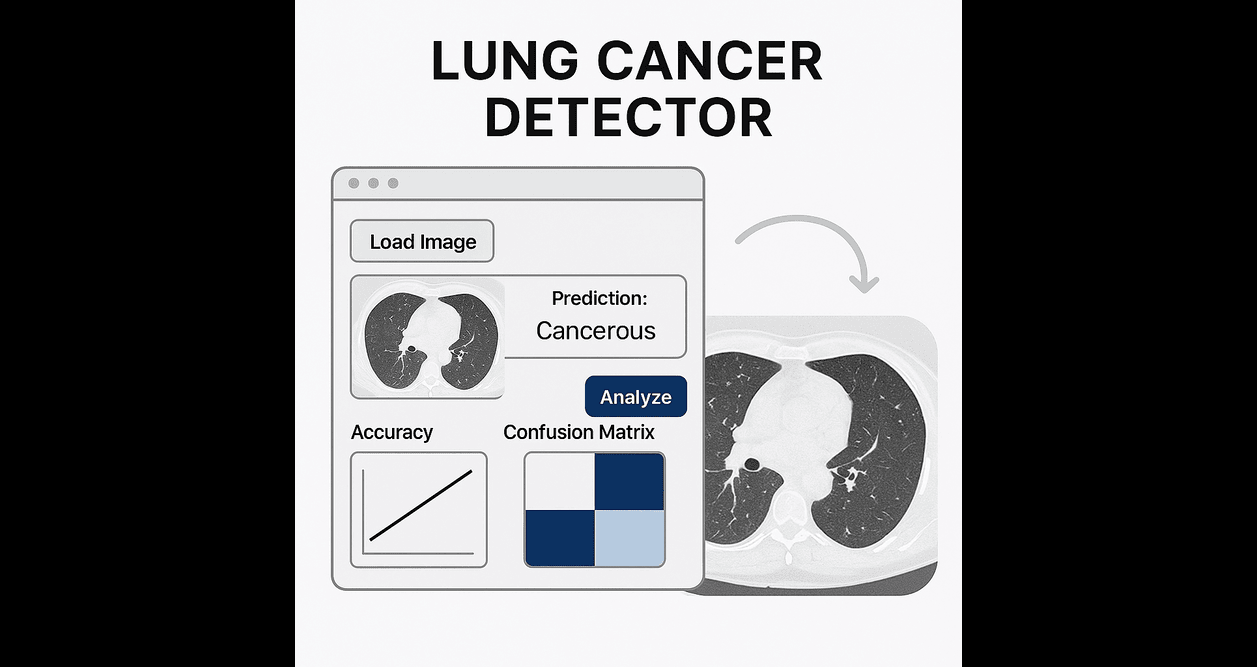 LUNG CANCER
DETECTOR
Load Image
Prediction:
Cancerous
Analyze
Accuracy
Confusion Matrix